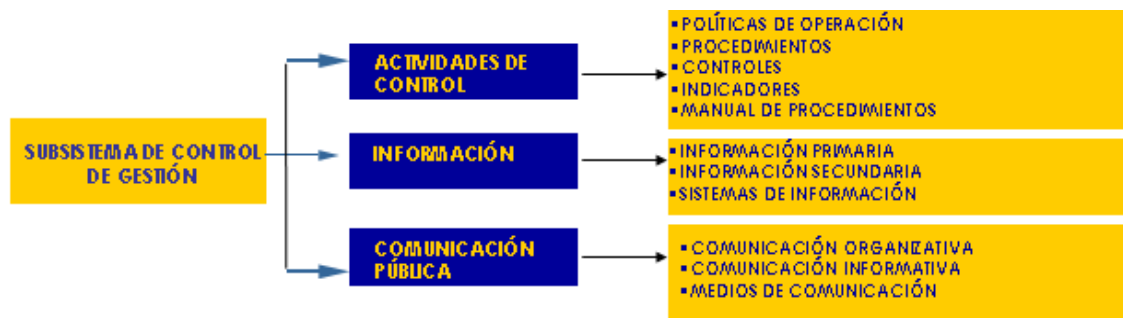 SUBSISTEMA DE CONTROL
DE GESTIÓN
ACTIVIDADES DE
CONTROL
▪POLÍTICAS DE OPERACIÓN
▪PROCEDIMIENTOS
▪CONTROLES
▪INDICADORES
▪MANUAL DE PROCEDIMIENTOS
INFORMACIÓN
▪INFORMACIÓN PRIMARIA
▪INFORMACIÓN SECUNDARIA
▪SISTEMAS DE INFORMACIÓN
COMUNICACIÓN
PÚBLICA
▪COMUNICACIÓN ORGANIZATIVA
▪COMUNICACIÓN INFORMATIVA
▪MEDIOS DE COMUNICACIÓN